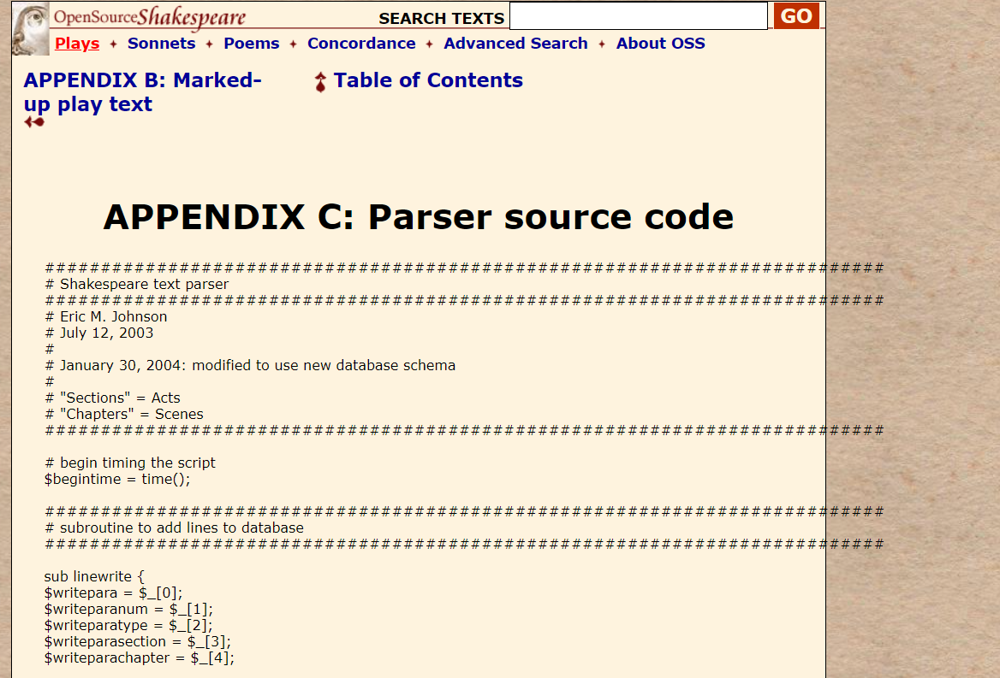 OpenSourceShakespeare SEARCH TEXTS GO
Plays Sonnets Poems Concordance Advanced Search About OSS
APPENDIX B: Marked-
up play text
Table of Contents
APPENDIX C: Parser source code
###########################################################################
# Shakespeare text parser
###########################################################################
# Eric M. Johnson
# July 12, 2003
#
# January 30, 2004: modified to use new database schema
#
# "Sections" = Acts
# "Chapters" = Scenes
###########################################################################
# begin timing the script
$begintime = time();
###########################################################################
# subroutine to add lines to database
###########################################################################
sub linewrite {
$writepara = $_[0];
$writeparanum = $_[1];
$writeparatype = $_[2];
$writeparasection = $_[3];
$writeparachapter = $_[4];